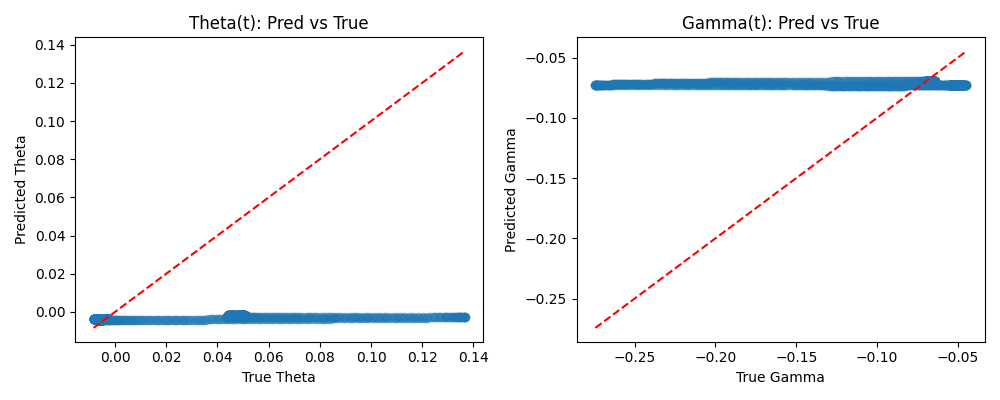 Theta(t): Pred vs True
0.14
0.12
0.10
0.08
0.06
0.04
0.02
0.00
Predicted Theta
0.00 0.02 0.04 0.06 0.08 0.10 0.12 0.14
True Theta
Gamma(t): Pred vs True
−0.05
−0.10
−0.15
−0.20
−0.25
Predicted Gamma
−0.25 −0.20 −0.15 −0.10 −0.05
True Gamma